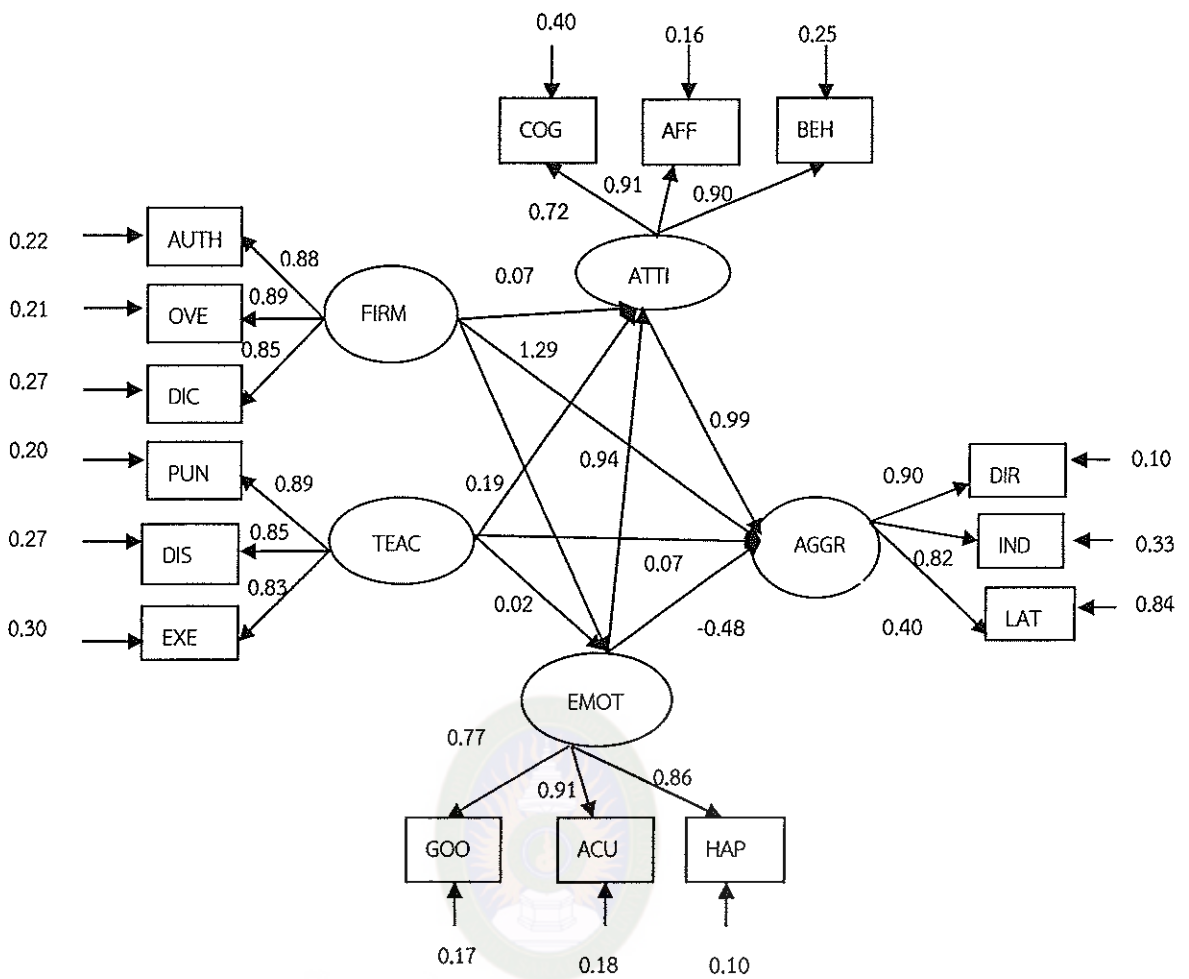 0.40 0.16 0.25
COG AFF BEH
0.91 0.90
0.72
0.22 AUTH
0.88
ATTI
0.07
0.21 OVE 0.89 FIRM
0.85 1.29
0.27 DIC
0.99
0.20 PUN
0.89 0.19 0.94
0.90 DIR 0.10
0.27 DIS 0.85 TEAC AGGR IND 0.33
0.07 0.82
0.83 0.02
0.30 EXE LAT 0.84
-0.48 0.40
EMOT
0.77
0.91 0.86
GOO ACU HAP
0.17 0.18 0.10